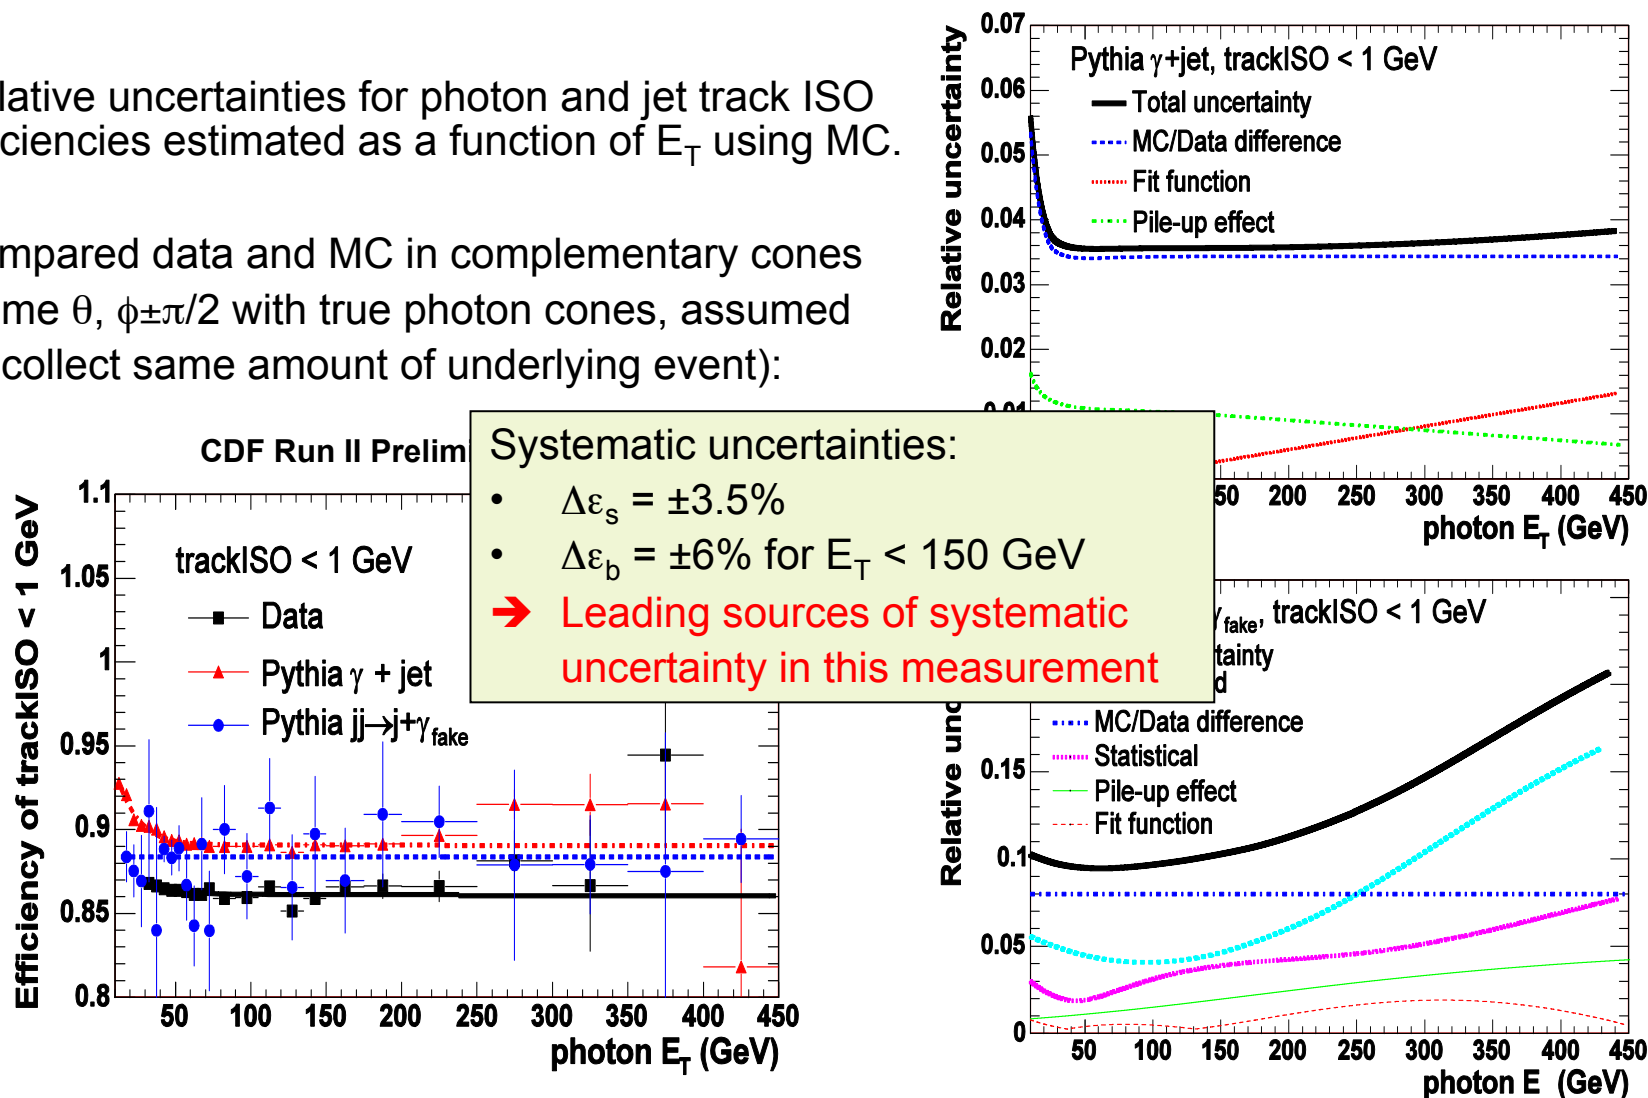 lative uncertainties for photon and jet track ISO
ciencies estimated as a function of E_T using MC.
mpared data and MC in complementary cones
me θ, φ±π/2 with true photon cones, assumed
collect same amount of underlying event):
CDF Run II Prelimi
Efficiency of trackISO < 1 GeV
1.1
1.05
1
0.95
0.9
0.85
0.8
trackISO < 1 GeV
Data
Pythia γ + jet
Pythia jj→j+γ_fake
50 100 150 200 250 300 350 400 450
photon E_T (GeV)
Systematic uncertainties:
• Δε_s = ±3.5%
• Δε_b = ±6% for E_T < 150 GeV
➔ Leading sources of systematic
uncertainty in this measurement
Relative uncertainty
0.07
0.06
0.05
0.04
0.03
0.02
0.01
Pythia γ+jet, trackISO < 1 GeV
Total uncertainty
MC/Data difference
Fit function
Pile-up effect
150 200 250 300 350 400 450
photon E_T (GeV)
Relative unc
0.15
0.1
0.05
0
γ_fake, trackISO < 1 GeV
tainty
d
MC/Data difference
Statistical
Pile-up effect
Fit function
50 100 150 200 250 300 350 400 450
photon E (GeV)